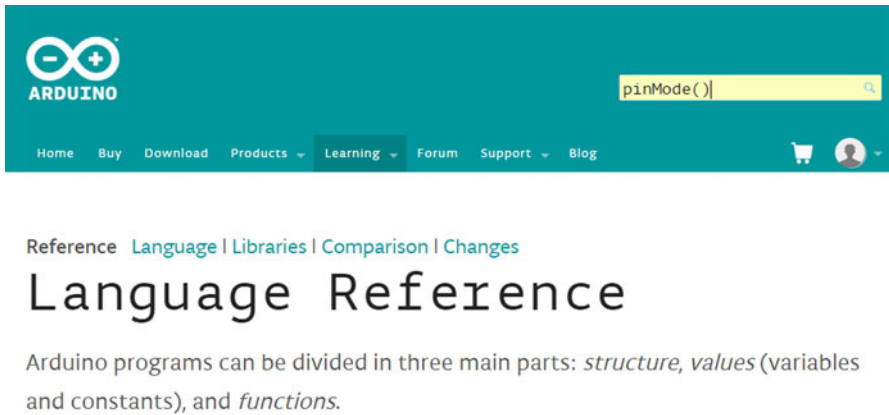 ARDUINO
pinMode()
Home Buy Download Products Learning Forum Support Blog
Reference Language | Libraries | Comparison | Changes
Language Reference
Arduino programs can be divided in three main parts: structure, values (variables
and constants), and functions.